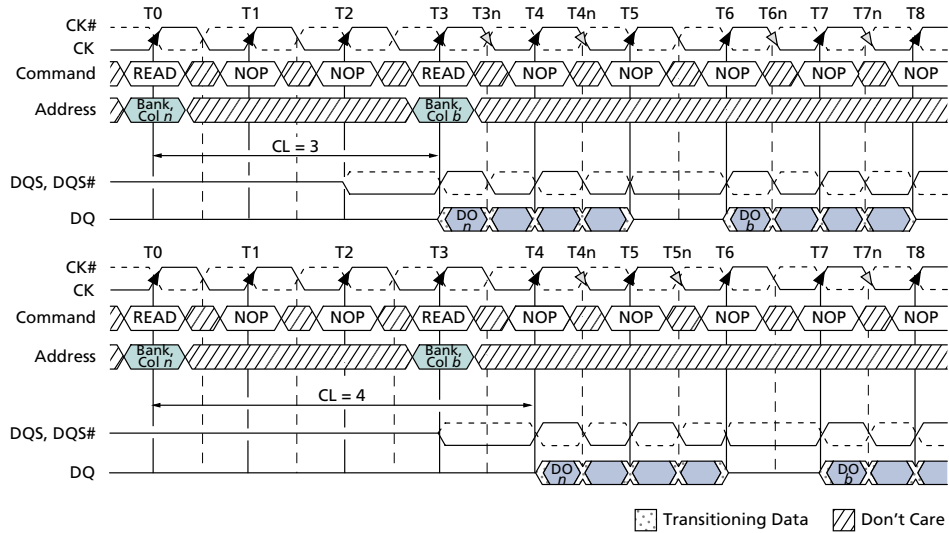 T0 T1 T2 T3 T3n T4 T4n T5 T6 T6n T7 T7n T8
CK#
CK
Command READ NOP NOP READ NOP NOP NOP NOP NOP
Address Bank, Col n Bank, Col b
CL = 3
DQS, DQS#
DQ DO n DO b
T0 T1 T2 T3 T4 T4n T5 T5n T6 T7 T7n T8
CK#
CK
Command READ NOP NOP READ NOP NOP NOP NOP NOP
Address Bank, Col n Bank, Col b
CL = 4
DQS, DQS#
DQ DO n DO b
Transitioning Data Don't Care